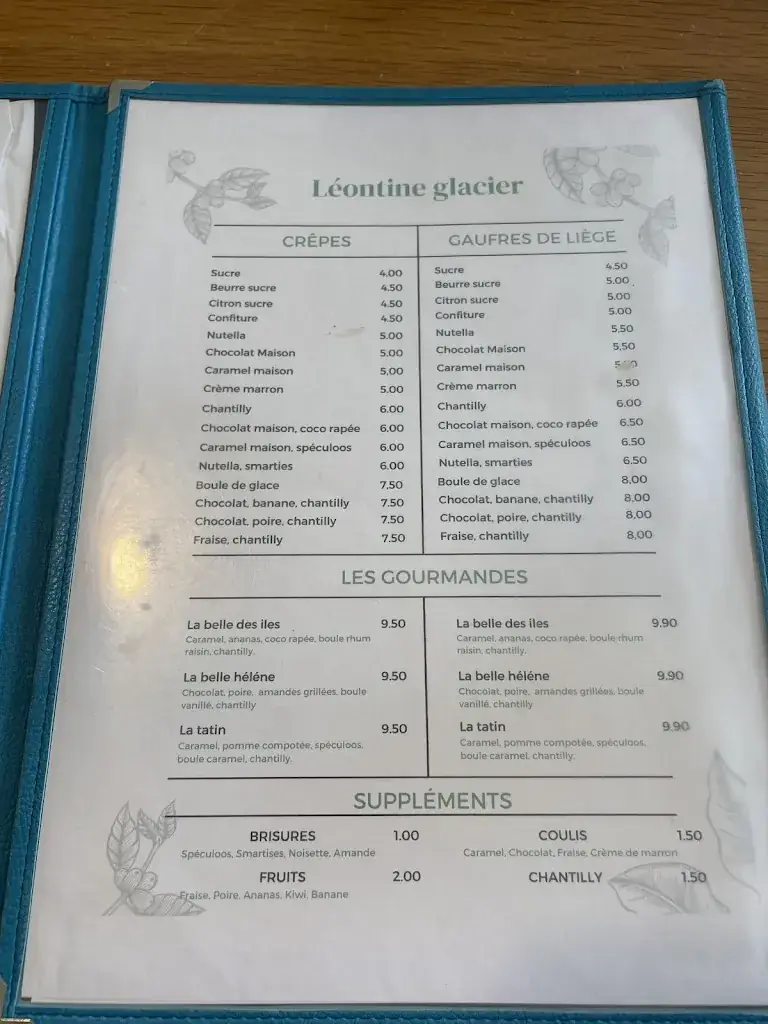 Léontine glacier
CRÊPES
Sucre 4.00
Beurre sucre 4.50
Citron sucre 4.50
Confiture 4.50
Nutella 5.00
Chocolat Maison 5.00
Caramel maison 5,00
Crème marron 5.00
Chantilly 6.00
Chocolat maison, coco rapée 6.00
Caramel maison, spéculoos 6.00
Nutella, smarties 6.00
Boule de glace 7,50
Chocolat, banane, chantilly 7.50
Chocolat, poire, chantilly 7.50
Fraise, chantilly 7.50
GAUFRES DE LIÈGE
Sucre 4.50
Beurre sucre 5.00
Citron sucre 5.00
Confiture 5.00
Nutella 5,50
Chocolat Maison 5,50
Caramel maison
Crème marron 5,50
Chantilly 6,00
Chocolat maison, coco rapée 6,50
Caramel maison, spéculoos 6.50
Nutella, smarties 6.50
Boule de glace 8,00
Chocolat, banane, chantilly 8,00
Chocolat, poire, chantilly 8,00
Fraise, chantilly 8,00
LES GOURMANDES
La belle des iles 9.50
Caramel, ananas, coco rapée, boule rhum
raisin, chantilly.
La belle héléne 9.50
Chocolat, poire, amandes grillées, boule
vanillé, chantilly
La tatin 9.50
Caramel, pomme compotée, spéculoos,
boule caramel, chantilly.
La belle des iles 9.90
Caramel, ananas, coco rapée, boule rhum
raisin, chantilly.
La belle héléne 9.90
Chocolat, poire, amandes grillées, boule
vanillé, chantilly
La tatin 9.90
Caramel, pomme compotée, spéculoos,
boule caramel, chantilly.
SUPPLÉMENTS
BRISURES 1.00
Spéculoos, Smartises, Noisette, Amande
FRUITS 2.00
Fraise, Poire, Ananas, Kiwi, Banane
COULIS 1.50
Caramel, Chocolat, Fraise, Crème de marron
CHANTILLY 1.50